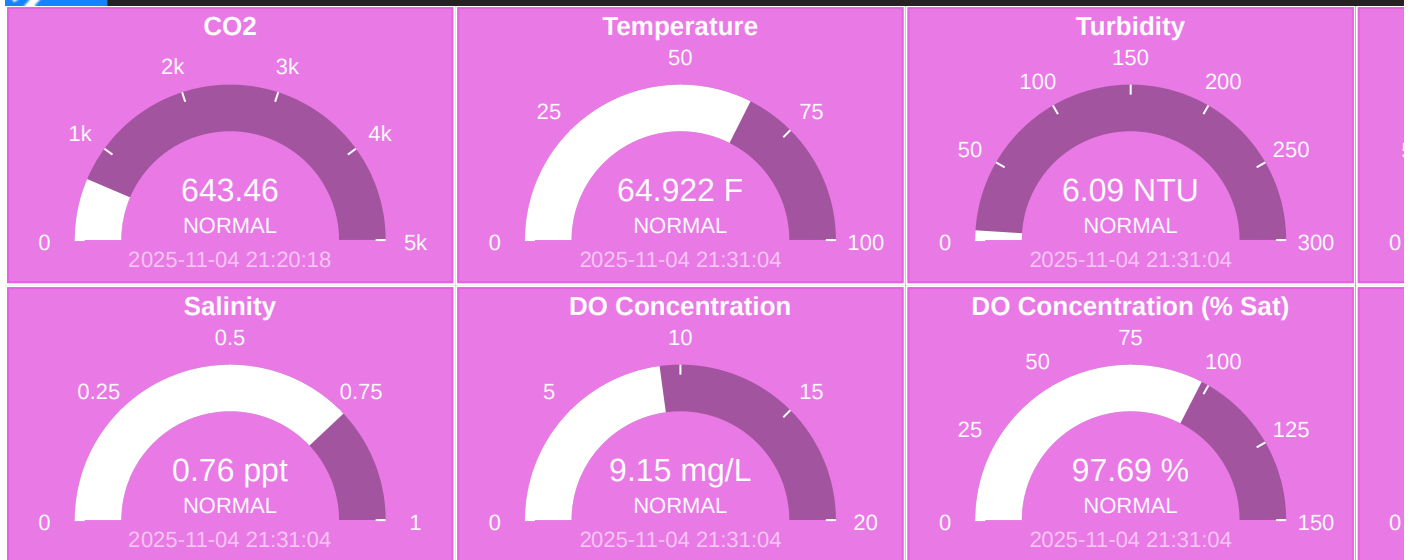 CO2
2k
3k
1k
4k
643.46
NORMAL
0
5k
2025-11-04 21:20:18
Temperature
50
25
75
64.922 F
NORMAL
0
100
2025-11-04 21:31:04
Turbidity
150
100
200
50
250
6.09 NTU
NORMAL
0
300
2025-11-04 21:31:04
0
Salinity
0.5
0.25
0.75
0.76 ppt
NORMAL
0
1
2025-11-04 21:31:04
DO Concentration
10
5
15
9.15 mg/L
NORMAL
0
20
2025-11-04 21:31:04
DO Concentration (% Sat)
75
50
100
25
125
97.69 %
NORMAL
0
150
2025-11-04 21:31:04
0